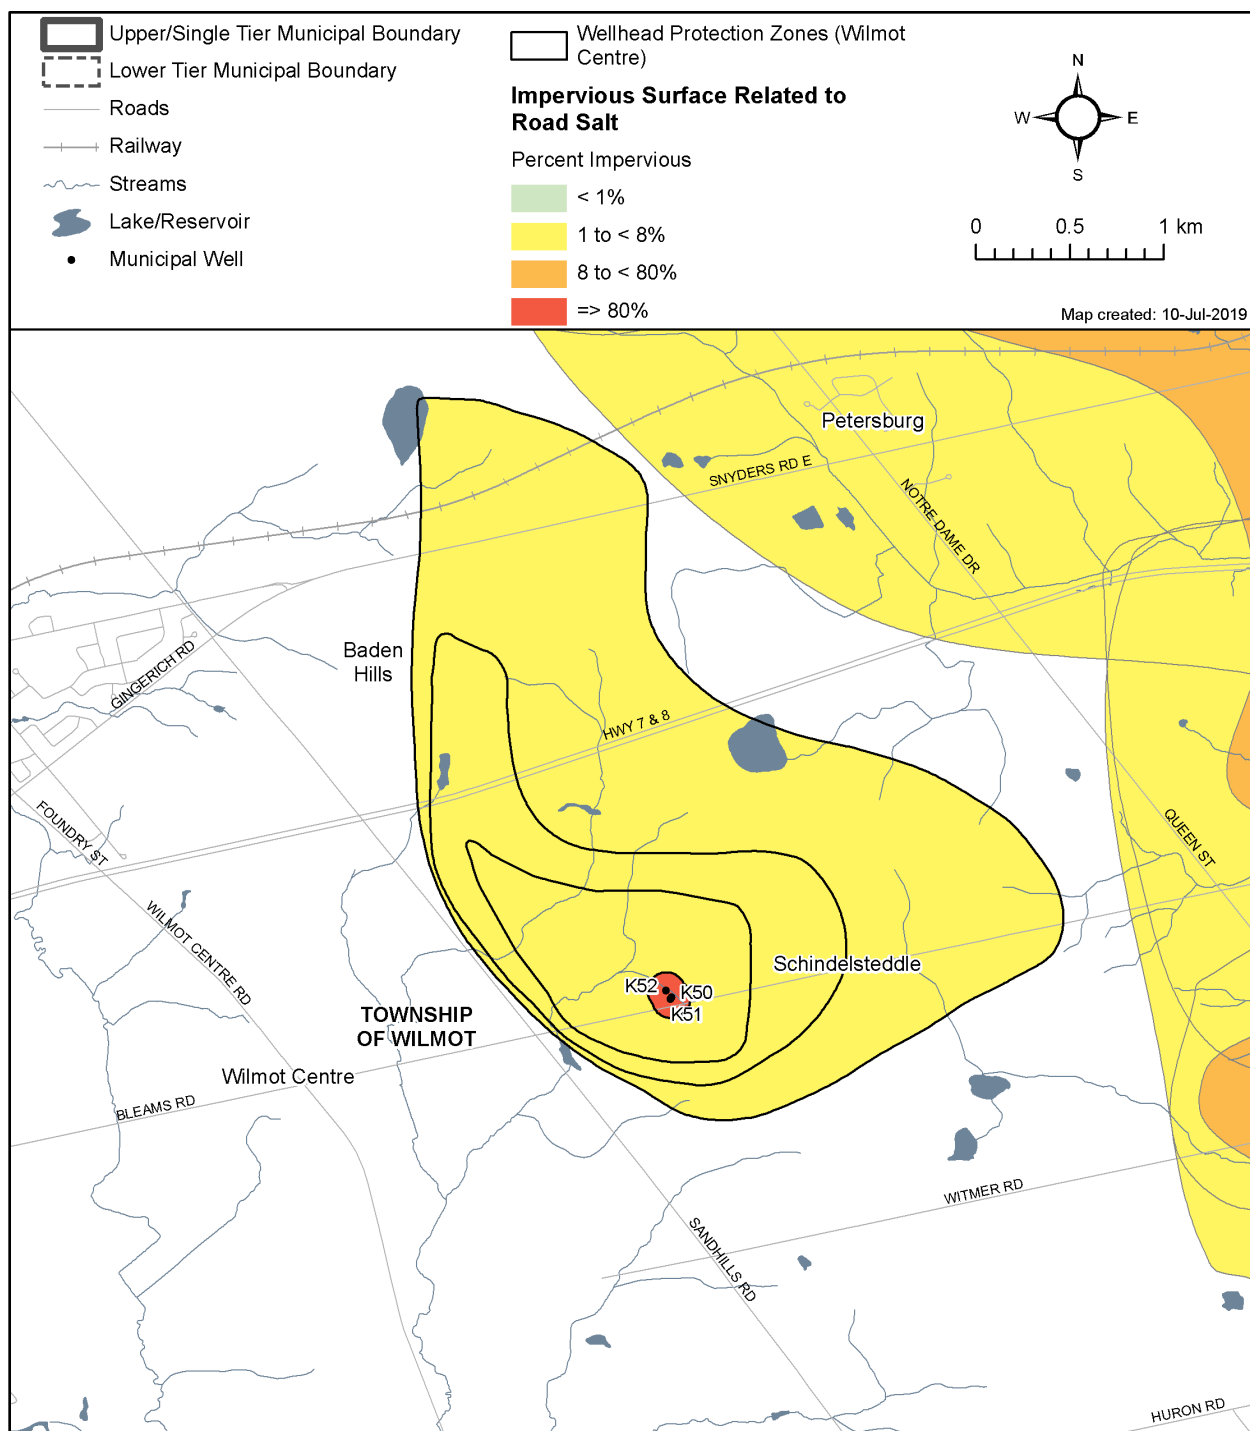 Upper/Single Tier Municipal Boundary
Lower Tier Municipal Boundary
Roads
Railway
Streams
Lake/Reservoir
Municipal Well
Wellhead Protection Zones (Wilmot
Centre)
Impervious Surface Related to
Road Salt
Percent Impervious
< 1%
1 to < 8%
8 to < 80%
=> 80%
N
W
E
S
0
0.5
1 km
Map created: 10-Jul-2019
Petersburg
SNYDERS RD E
NOTRE DAME DR
Baden
Hills
GINGERICH RD
HWY 7 & 8
FOUNDRY ST
QUEEN ST
WILMOT CENTRE RD
Schindelsteddle
K52
K50
K51
TOWNSHIP
OF WILMOT
Wilmot Centre
BLEAMS RD
WITMER RD
SANDHILLS RD
HURON RD